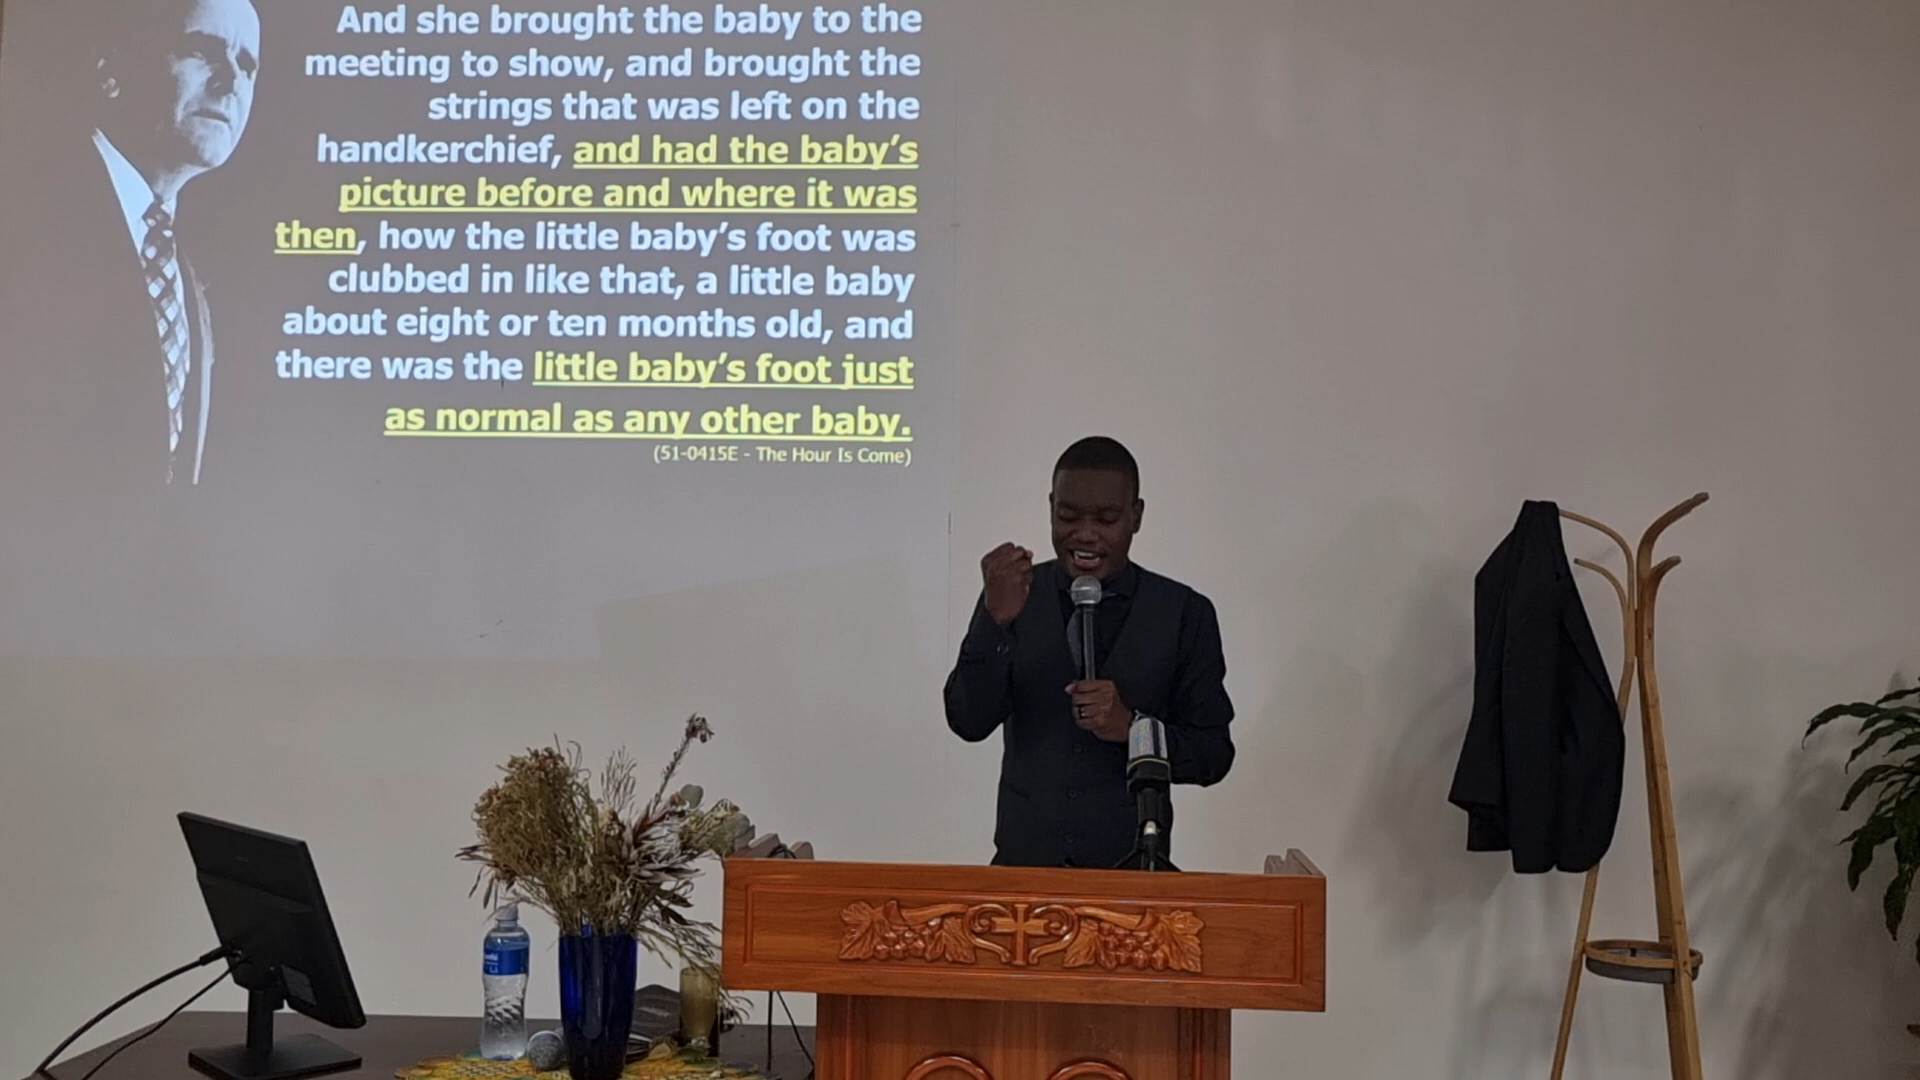 And she brought the baby to the
meeting to show, and brought the
strings that was left on the
handkerchief, and had the baby's
picture before and where it was
then, how the little baby's foot was
clubbed in like that, a little baby
about eight or ten months old, and
there was the little baby's foot just
as normal as any other baby.
(51-0415E - The Hour Is Come)